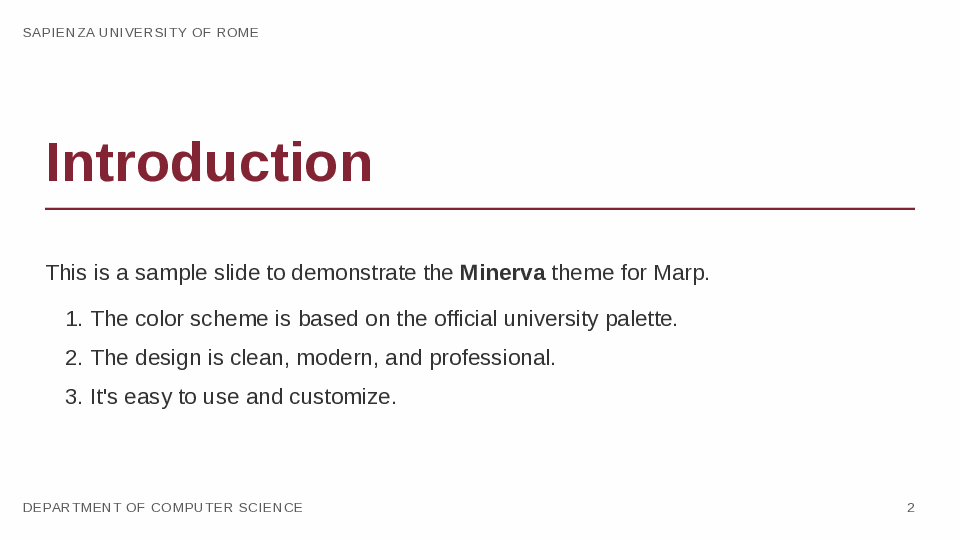 SAPIENZA UNIVERSITY OF ROME
Introduction
This is a sample slide to demonstrate the Minerva theme for Marp.
1. The color scheme is based on the official university palette.
2. The design is clean, modern, and professional.
3. It's easy to use and customize.
DEPARTMENT OF COMPUTER SCIENCE
2